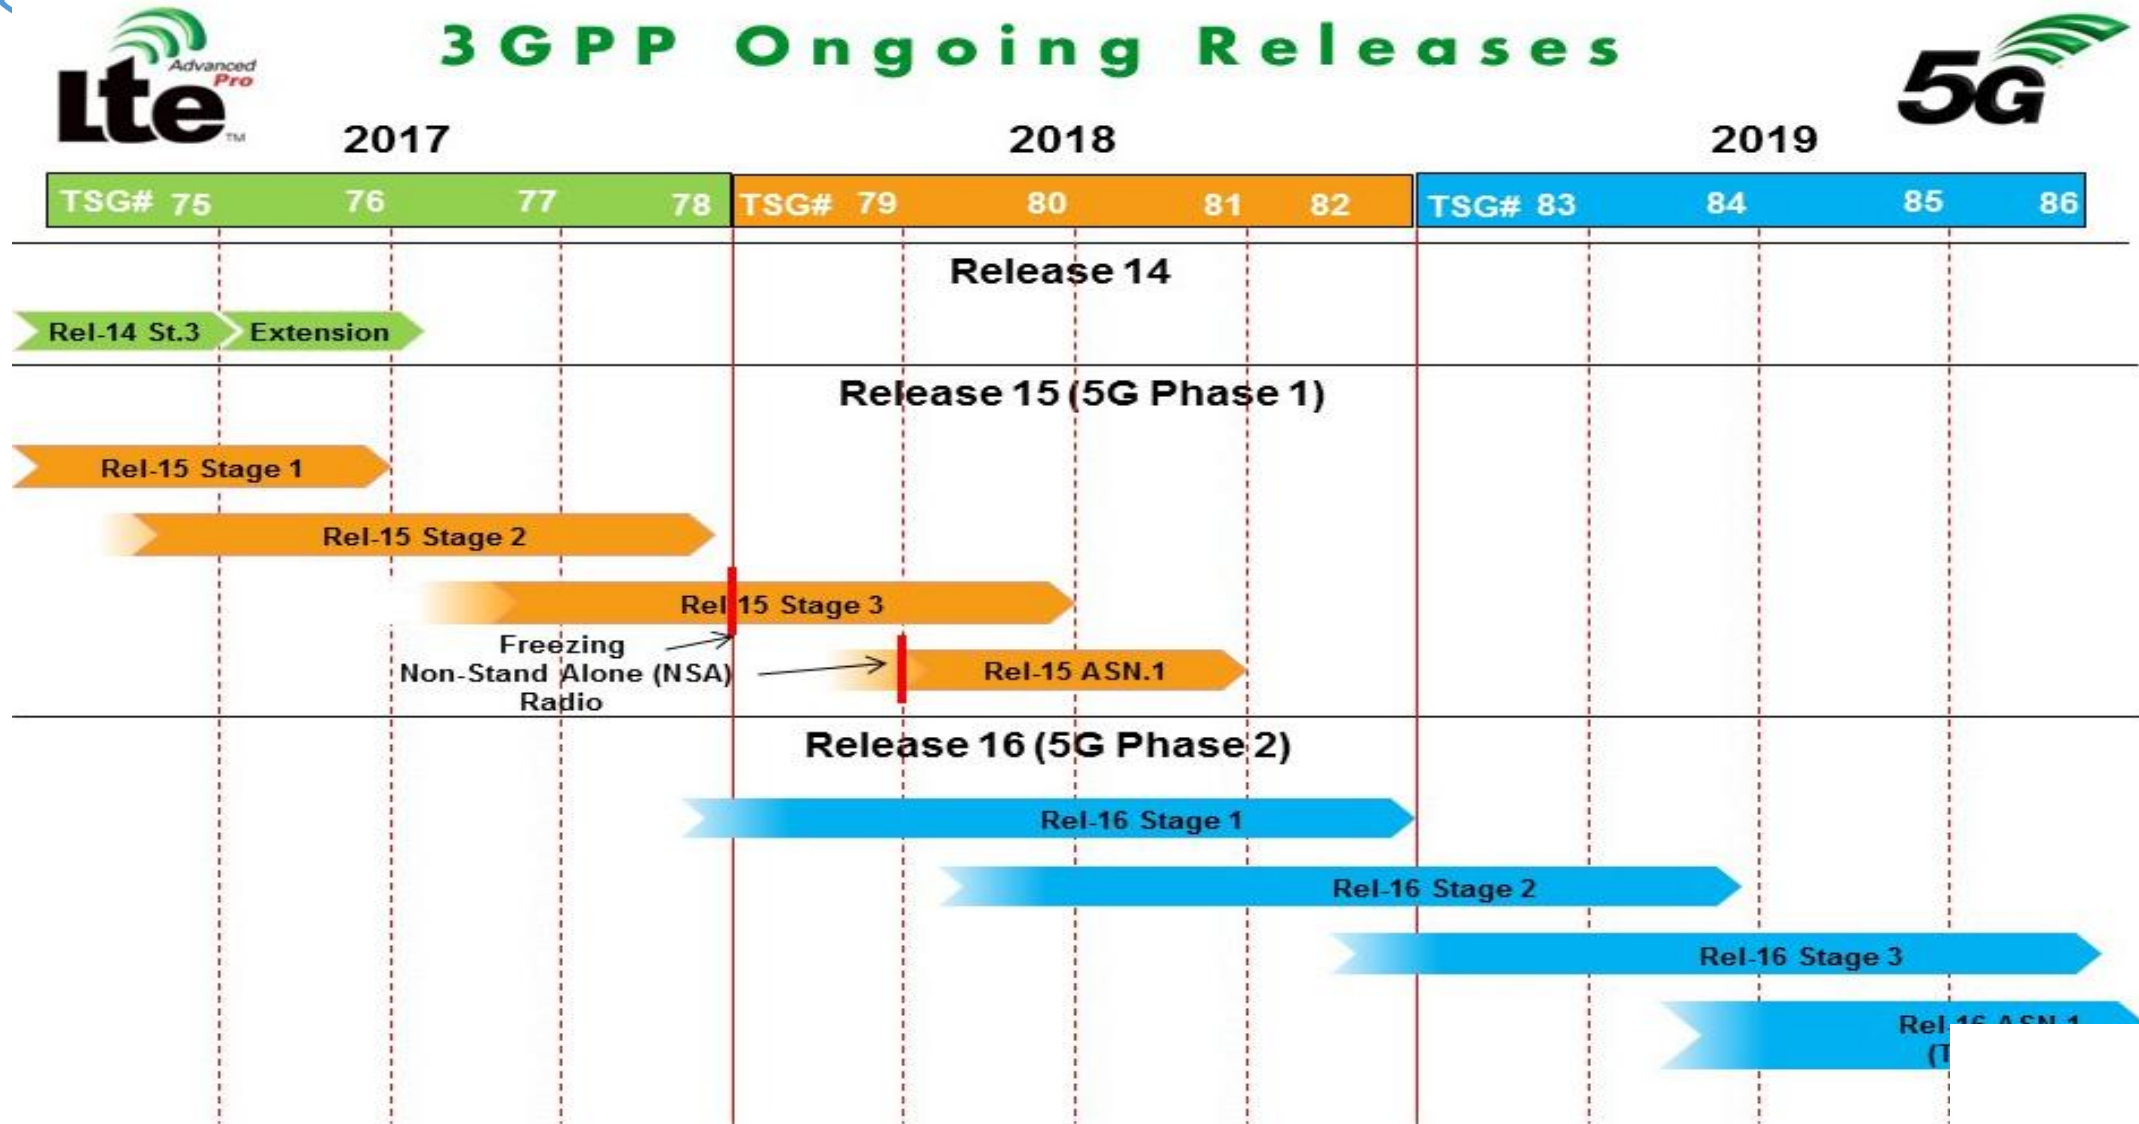 3GPP Ongoing Releases
Lte Advanced Pro TM
5G
2017 2018 2019
TSG# 75 76 77 78 TSG# 79 80 81 82 TSG# 83 84 85 86
Release 14
Rel-14 St.3 Extension
Release 15 (5G Phase 1)
Rel-15 Stage 1
Rel-15 Stage 2
Rel-15 Stage 3
Freezing
Non-Stand Alone (NSA)
Radio
Rel-15 ASN.1
Release 16 (5G Phase 2)
Rel-16 Stage 1
Rel-16 Stage 2
Rel-16 Stage 3
Rel-16 ASN.1